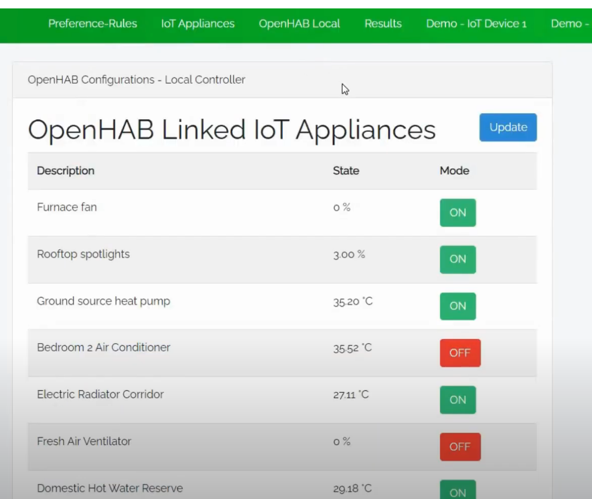 Preference-Rules IoT Appliances OpenHAB Local Results Demo - IoT Device 1 Demo -
OpenHAB Configurations - Local Controller
OpenHAB Linked IoT Appliances Update
Description State Mode
Furnace fan 0 % ON
Rooftop spotlights 3.00 % ON
Ground source heat pump 35.20 °C ON
Bedroom 2 Air Conditioner 35.52 °C OFF
Electric Radiator Corridor 27.11 °C ON
Fresh Air Ventilator 0 % OFF
Domestic Hot Water Reserve 29.18 °C ON